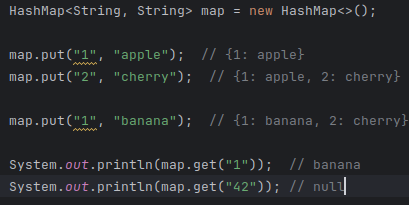 HashMap<String, String> map = new HashMap<>();
map.put("1", "apple");  // {1: apple}
map.put("2", "cherry");  // {1: apple, 2: cherry}
map.put("1", "banana");  // {1: banana, 2: cherry}
System.out.println(map.get("1"));  // banana
System.out.println(map.get("42")); // null